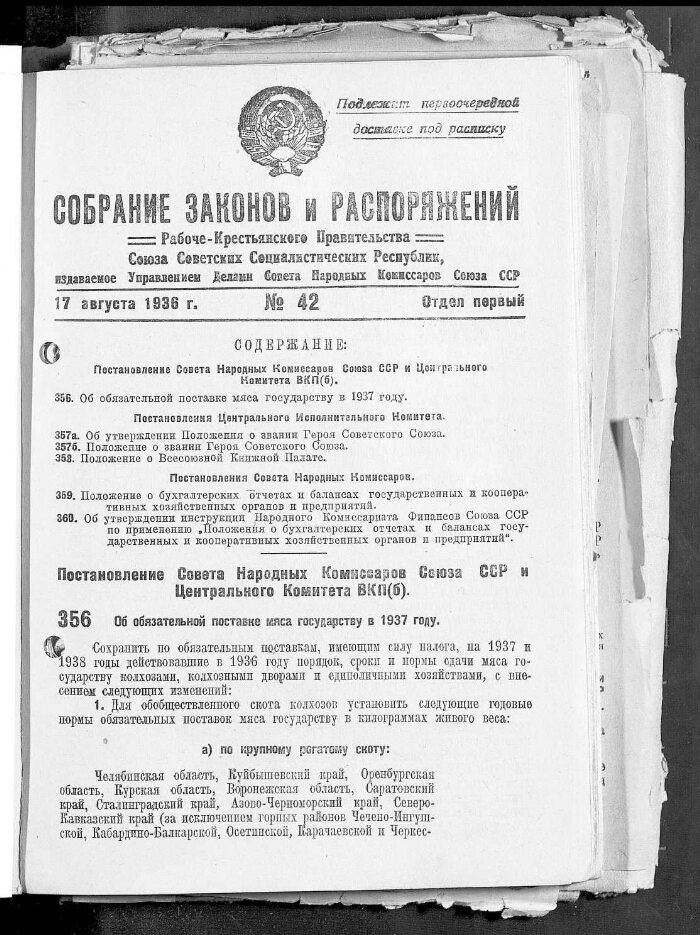 Подлежит первоочередной
доставке под расписку
СОБРАНИЕ ЗАКОНОВ и РАСПОРЯЖЕНИЙ
Рабоче-Крестьянского Правительства
Союза Советских Социалистических Республик,
издаваемое Управлением Делами Совета Народных Комиссаров Союза ССР
17 августа 1936 г. № 42 Отдел первый
СОДЕРЖАНИЕ:
Постановление Совета Народных Комиссаров Союза ССР и Центрального
Комитета ВКП(б).
356. Об обязательной поставке мяса государству в 1937 году.
Постановления Центрального Исполнительного Комитета.
357а. Об утверждении Положения о звании Героя Советского Союза.
357б. Положение о звании Героя Советского Союза.
358. Положение о Всесоюзной Книжной Палате.
Постановления Совета Народных Комиссаров.
359. Положение о бухгалтерских отчетах и балансах государственных и коопера-
тивных хозяйственных органов и предприятий.
360. Об утверждении инструкции Народного Комиссариата Финансов Союза ССР
по применению „Положения о бухгалтерских отчетах и балансах госу-
дарственных и кооперативных хозяйственных органов и предприятий“.
Постановление Совета Народных Комиссаров Союза ССР и
Центрального Комитета ВКП(б).
356 Об обязательной поставке мяса государству в 1937 году.
Сохранить по обязательным поставкам, имеющим силу налога, на 1937 и
1938 годы действовавшие в 1936 году порядок, сроки и нормы сдачи мяса го-
сударству колхозами, колхозными дворами и единоличными хозяйствами, с вне-
сением следующих изменений:
1. Для обобществленного скота колхозов установить следующие годовые
нормы обязательных поставок мяса государству в килограммах живого веса:
а) по крупному рогатому скоту:
Челябинская область, Куйбышевский край, Оренбургская
область, Курская область, Воронежская область, Саратовский
край, Сталинградский край, Азово-Черноморский край, Северо-
Кавказский край (за исключением горных районов Чечено-Ингуш-
ской, Кабардино-Балкарской, Осетинской, Карачаевской и Черкес-